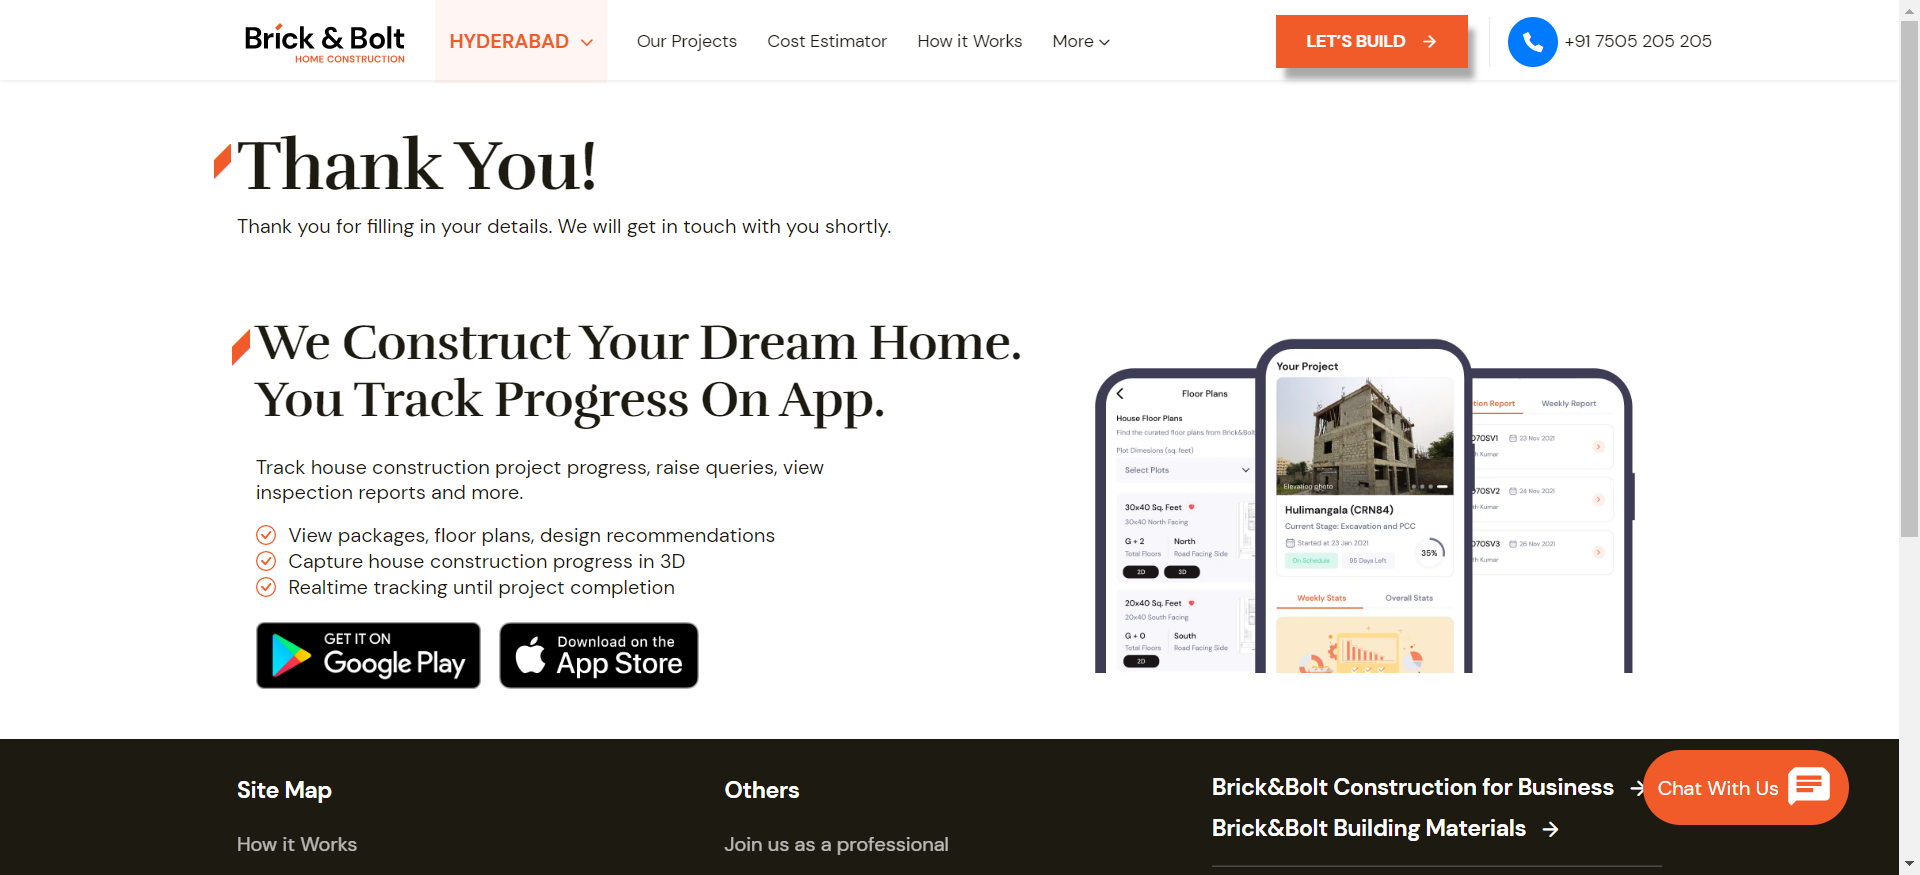 Brick & Bolt
HOME CONSTRUCTION
HYDERABAD
Our Projects
Cost Estimator
How it Works
More
LET'S BUILD
+91 7505 205 205
Thank You!
Thank you for filling in your details. We will get in touch with you shortly.
We Construct Your Dream Home.
You Track Progress On App.
Track house construction project progress, raise queries, view
inspection reports and more.
View packages, floor plans, design recommendations
Capture house construction progress in 3D
Realtime tracking until project completion
GET IT ON
Google Play
Download on the
App Store
Floor Plans
House Floor Plans
Find the curated floor plans from Brick&Bolt
Plot Dimesions (sq. feet)
Select Plots
30x40 Sq. Feet
30x40 North Facing
G + 2 North
Total Floors Road Facing Side
2D 3D
20x40 Sq. Feet
20x40 South Facing
G + 0 South
Total Floors Road Facing Side
2D
Your Project
Elevation photo
Hulimangala (CRN84)
Current Stage: Excavation and PCC
Started at 23 Jan 2021
On Schedule 95 Days Left
35%
Weekly Stats Overall Stats
tion Report Weekly Report
070SV1 23 Nov 2021
th Kumar
070SV2 24 Nov 2021
th Kumar
070SV3 26 Nov 2021
th Kumar
Site Map
How it Works
Others
Join us as a professional
Brick&Bolt Construction for Business
Brick&Bolt Building Materials
Chat With Us